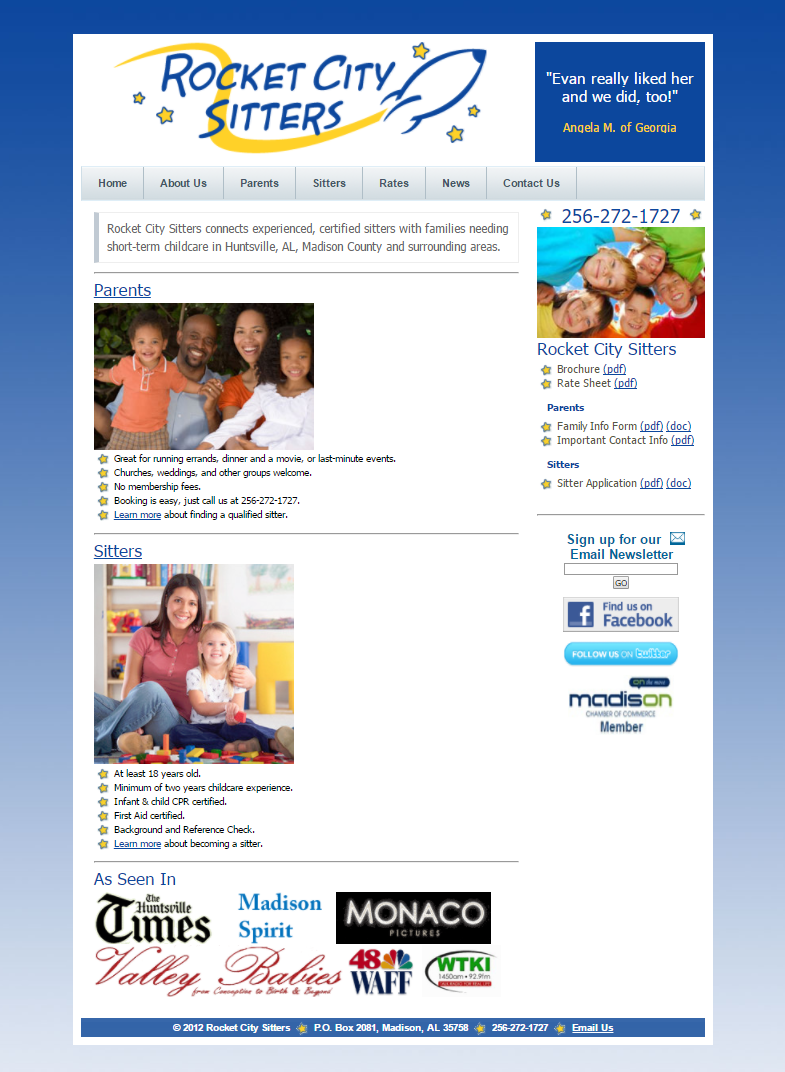 ROCKET CITY
SITTERS
"Evan really liked her
and we did, too!"
Angela M. of Georgia
Home
About Us
Parents
Sitters
Rates
News
Contact Us
Rocket City Sitters connects experienced, certified sitters with families needing
short-term childcare in Huntsville, AL, Madison County and surrounding areas.
Parents
Great for running errands, dinner and a movie, or last-minute events.
Churches, weddings, and other groups welcome.
No membership fees.
Booking is easy, just call us at 256-272-1727.
Learn more about finding a qualified sitter.
Sitters
At least 18 years old.
Minimum of two years childcare experience.
Infant & child CPR certified.
First Aid certified.
Background and Reference Check.
Learn more about becoming a sitter.
As Seen In
The
Huntsville
Times
Madison
Spirit
MONACO
PICTURES
Valley Babies
from Conception to Birth & Beyond
48
WAFF
WTKI
1450am • 92.9fm
256-272-1727
Rocket City Sitters
Brochure (pdf)
Rate Sheet (pdf)
Parents
Family Info Form (pdf) (doc)
Important Contact Info (pdf)
Sitters
Sitter Application (pdf) (doc)
Sign up for our
Email Newsletter
GO
Find us on
Facebook
FOLLOW US ON twitter
on the move
madison
CHAMBER OF COMMERCE
Member
© 2012 Rocket City Sitters P.O. Box 2081, Madison, AL 35758 256-272-1727 Email Us